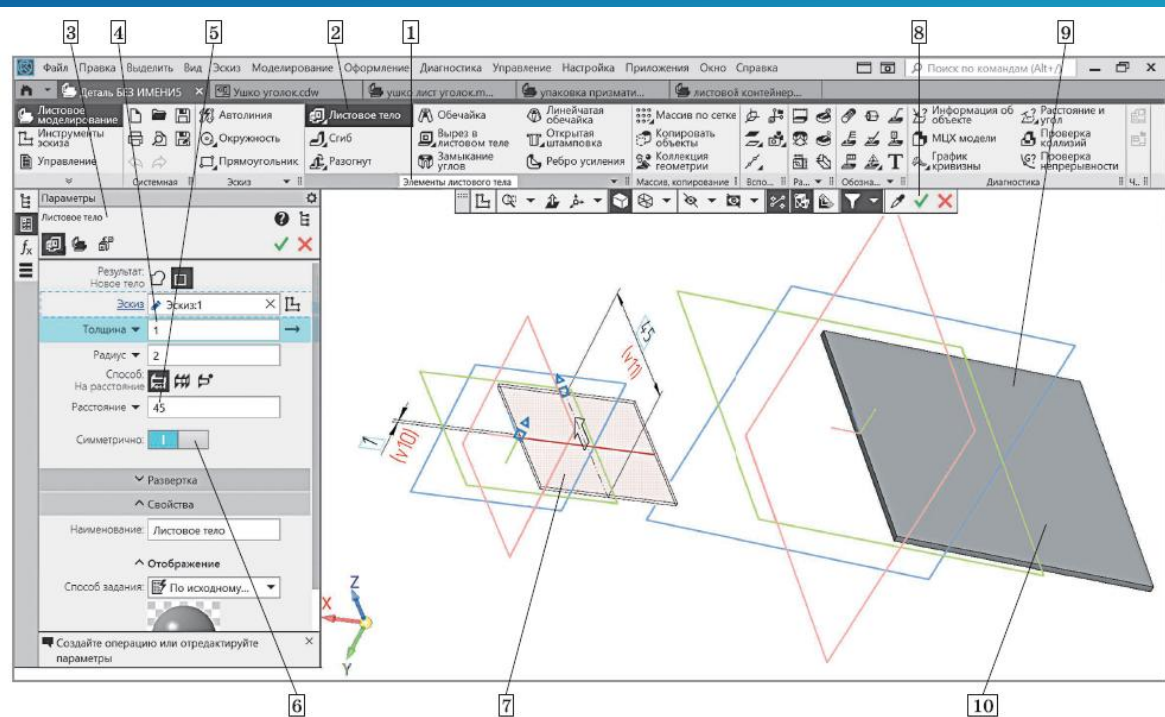 3 4 5 2 1 8 9
Файл Правка Выделить Вид Эскиз Моделирование Оформление Диагностика Управление Настройка Приложения Окно Справка Поиск по командам (Alt+/)
Деталь БЕЗ ИМЕНИ5 Ушко уголок.cdw ушко лист уголок.m... упаковка призмати... листовой контейнер...
Листовое моделирование
Инструменты эскиза
Управление
Системная
Автолиния
Окружность
Прямоугольник
Эскиз
Листовое тело
Сгиб
Разогнут
Обечайка
Вырез в листовом теле
Замыкание углов
Линейчатая обечайка
Открытая штамповка
Ребро усиления
Элементы листового тела
Массив по сетке
Копировать объекты
Коллекция геометрии
Массив, копирование
Вспо...
Ра...
Обозна...
Информация об объекте
МЦХ модели
График кривизны
Расстояние и угол
Проверка коллизий
Проверка непрерывности
Диагностика
Ч...
Параметры
Листовое тело
Результат:
Новое тело
Эскиз Эскиз:1
Толщина 1
Радиус 2
Способ:
На расстояние
Расстояние 45
Симметрично:
Развертка
Свойства
Наименование: Листовое тело
Отображение
Способ задания: По исходному...
Создайте операцию или отредактируйте
параметры
45
(v11)
1
(v10)
Z
X
Y
6 7 10